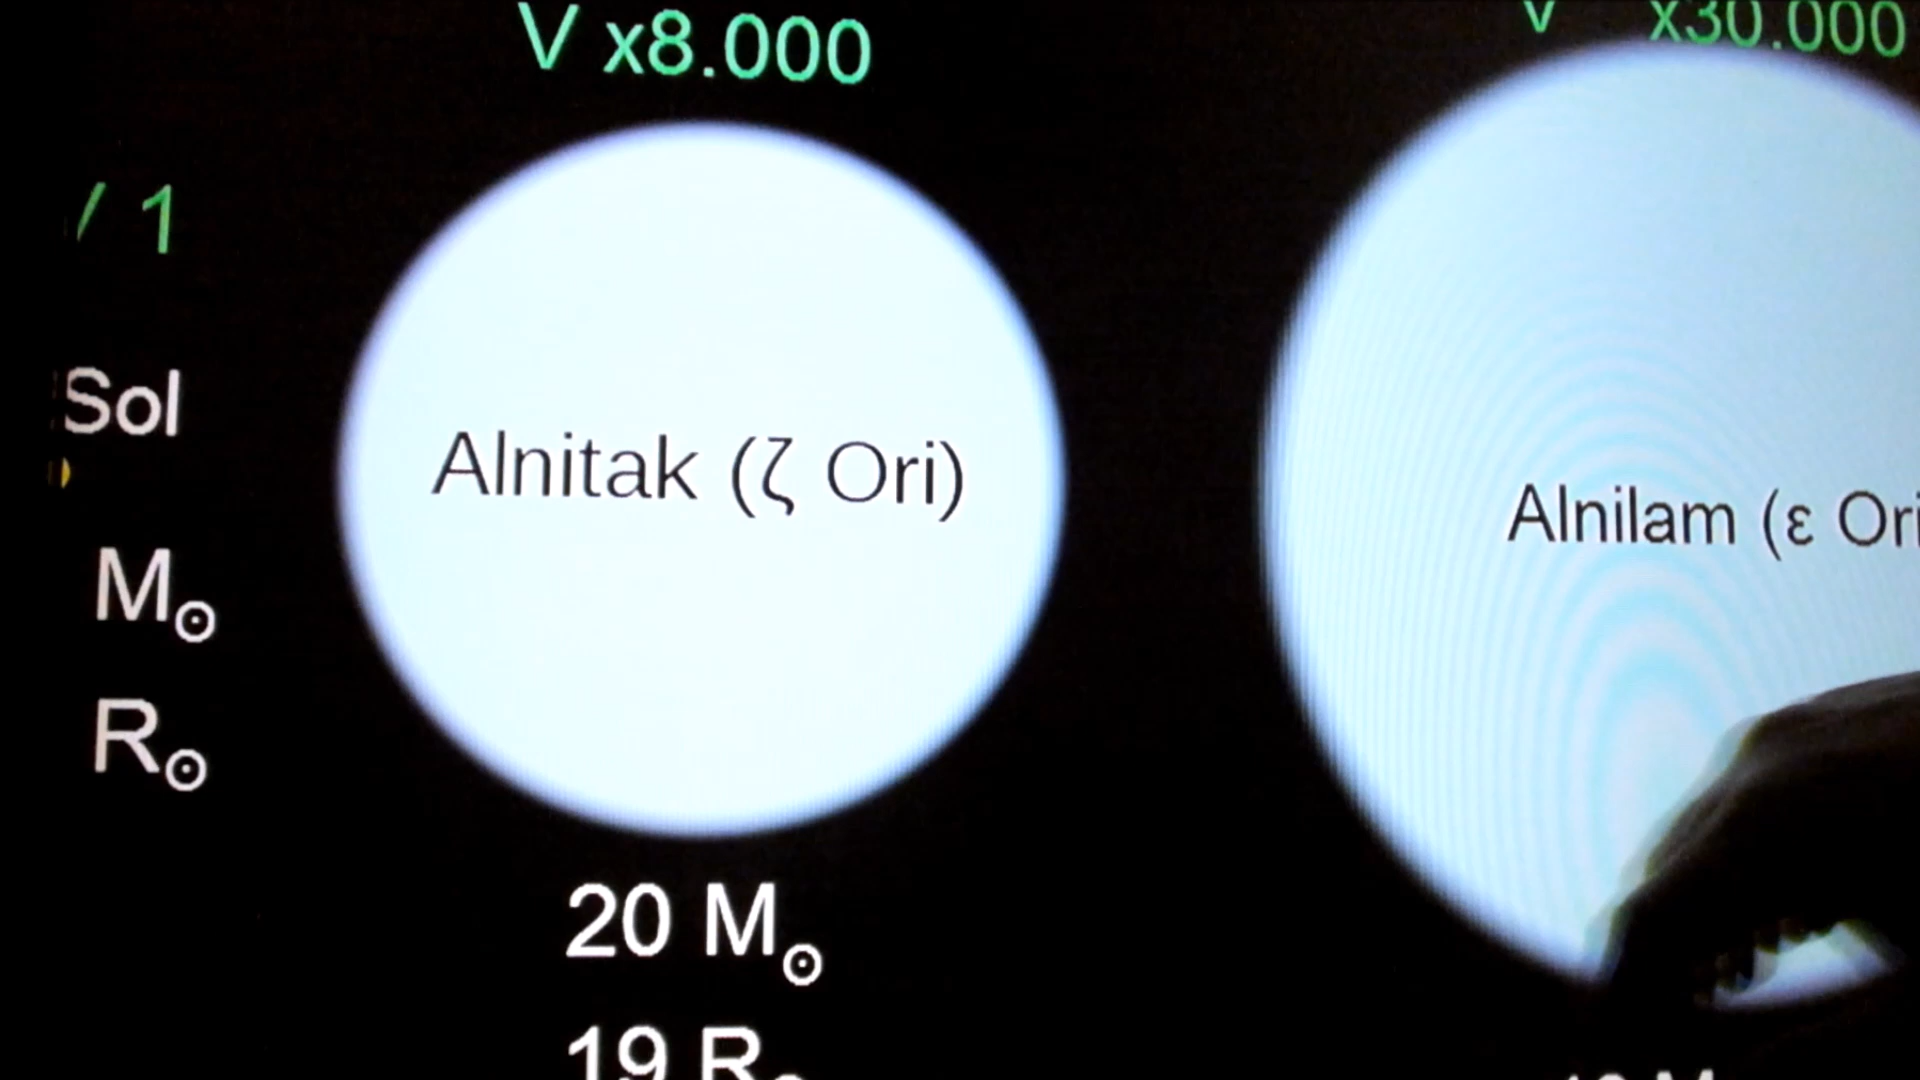 V x8.000
V x30.000
/ 1
Sol
Alnitak (ζ Ori)
Alnilam (ε Ori
M☉
R☉
20 M☉
19 R☉